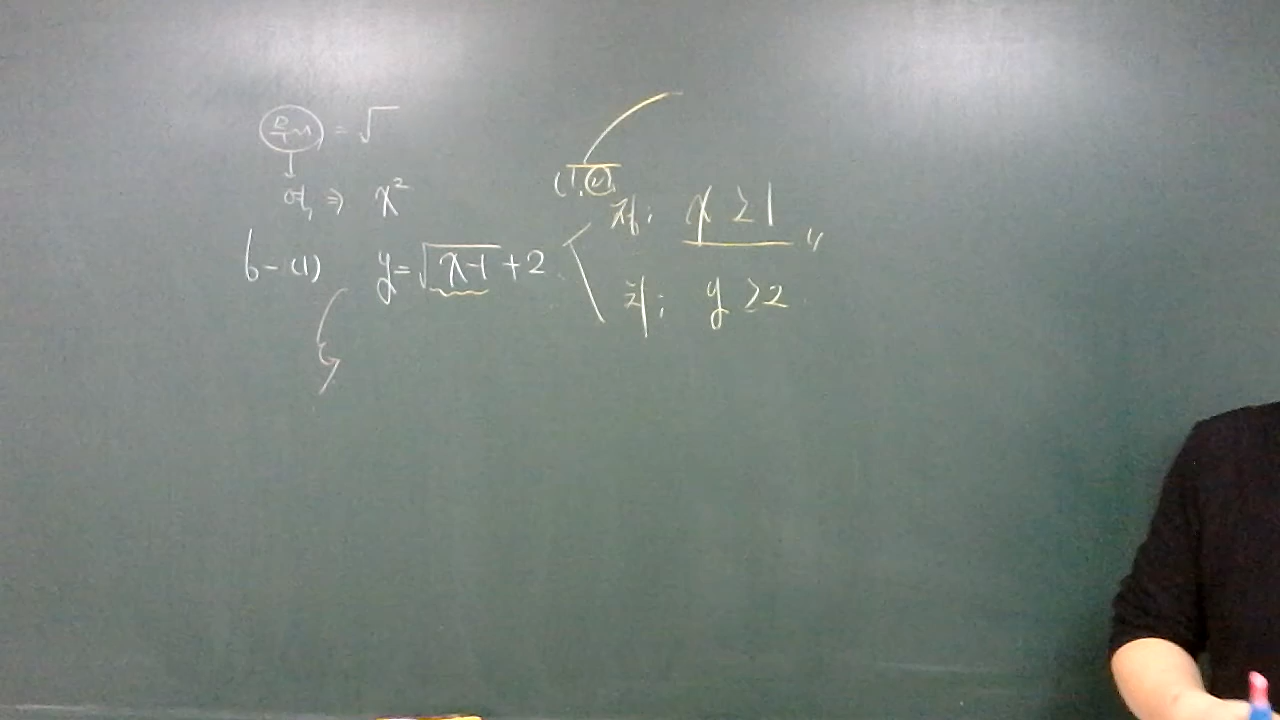 무리 = √
역 ⇒ x²
(1, 2)
정; x ≥ 1
6-(1) y = √(x-1) + 2
치; y ≥ 2